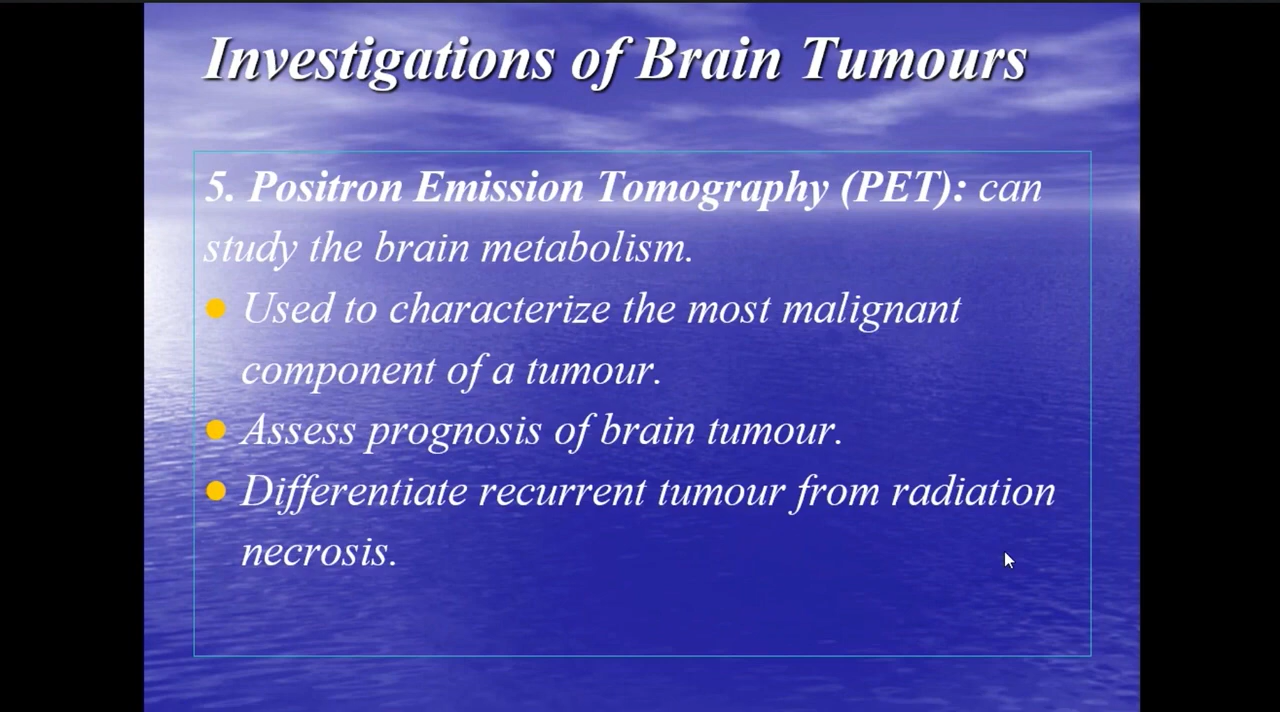 Investigations of Brain Tumours
5. Positron Emission Tomography (PET): can
study the brain metabolism.
Used to characterize the most malignant
component of a tumour.
Assess prognosis of brain tumour.
Differentiate recurrent tumour from radiation
necrosis.